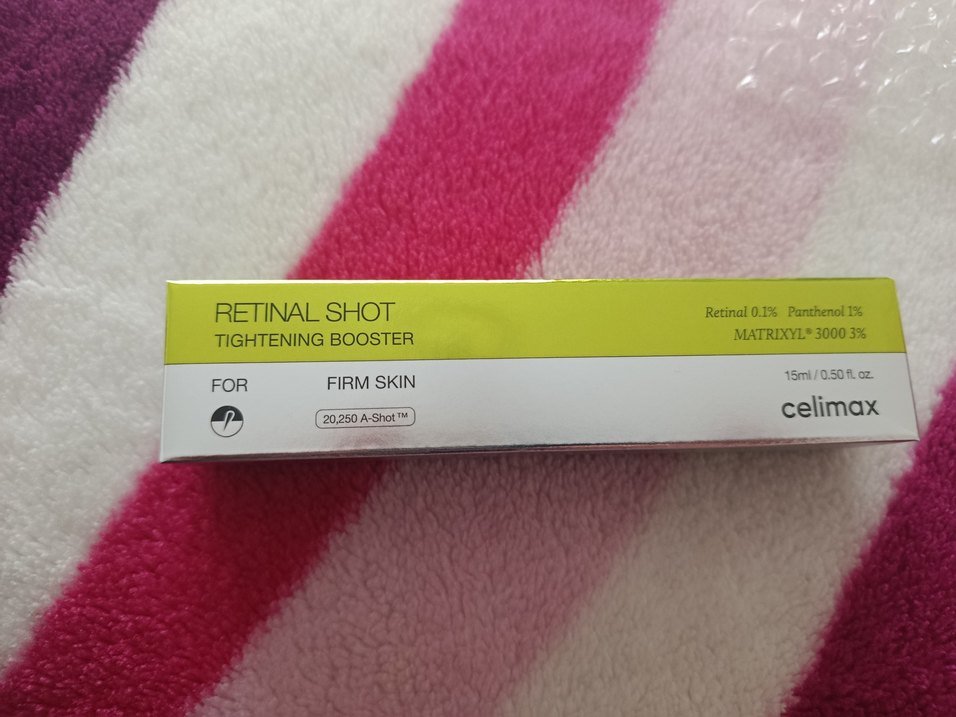 RETINAL SHOT
TIGHTENING BOOSTER
Retinal 0.1% Panthenol 1%
MATRIXYL® 3000 3%
FOR FIRM SKIN
20,250 A-Shot™
15ml / 0.50 fl. oz.
celimax